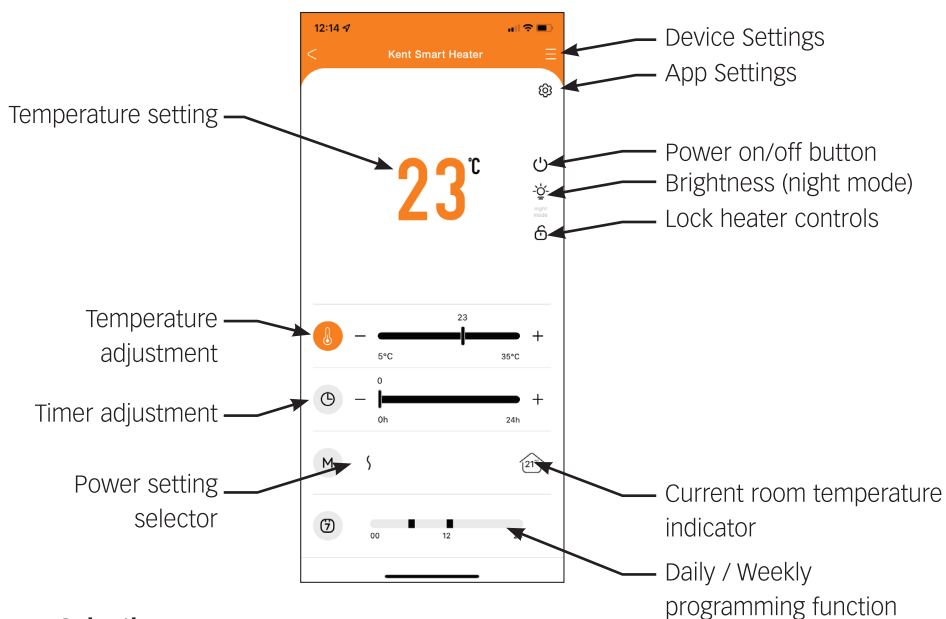 12:14
Kent Smart Heater
Device Settings
App Settings
Temperature setting
23°C
Power on/off button
Brightness (night mode)
night
mode
Lock heater controls
Temperature
adjustment
23
5°C
35°C
Timer adjustment
0
0h
24h
Power setting
selector
M
21
Current room temperature
indicator
7
00
12
Daily / Weekly
programming function